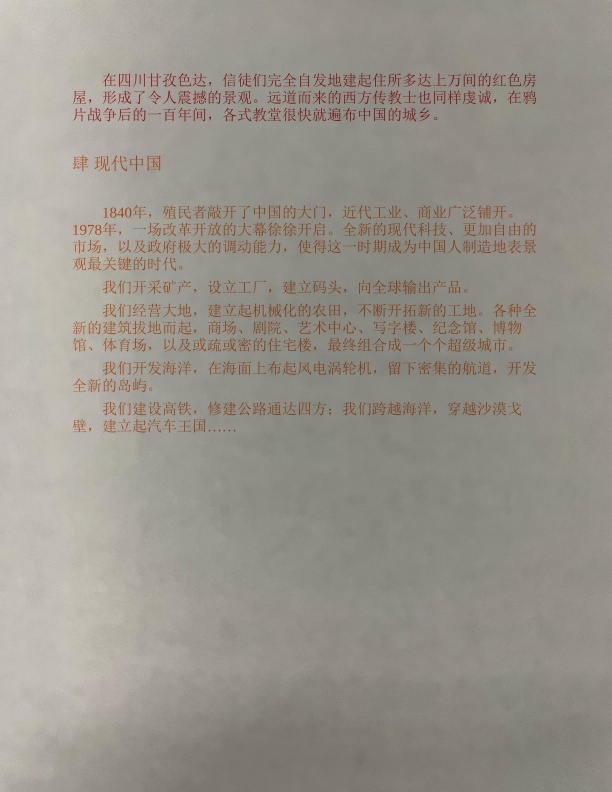 在四川甘孜色达，信徒们完全自发地建起住所多达上万间的红色房
屋，形成了令人震撼的景观。远道而来的西方传教士也同样虔诚，在鸦
片战争后的一百年间，各式教堂很快就遍布中国的城乡。
肆 现代中国
1840年，殖民者敲开了中国的大门，近代工业、商业广泛铺开。
1978年，一场改革开放的大幕徐徐开启。全新的现代科技、更加自由的
市场，以及政府极大的调动能力，使得这一时期成为中国人制造地表景
观最关键的时代。
我们开采矿产，设立工厂，建立码头，向全球输出产品。
我们经营大地，建立起机械化的农田，不断开拓新的工地。各种全
新的建筑拔地而起，商场、剧院、艺术中心、写字楼、纪念馆、博物
馆、体育场，以及或疏或密的住宅楼，最终组合成一个个超级城市。
我们开发海洋，在海面上布起风电涡轮机，留下密集的航道，开发
全新的岛屿。
我们建设高铁，修建公路通达四方；我们跨越海洋，穿越沙漠戈
壁，建立起汽车王国……